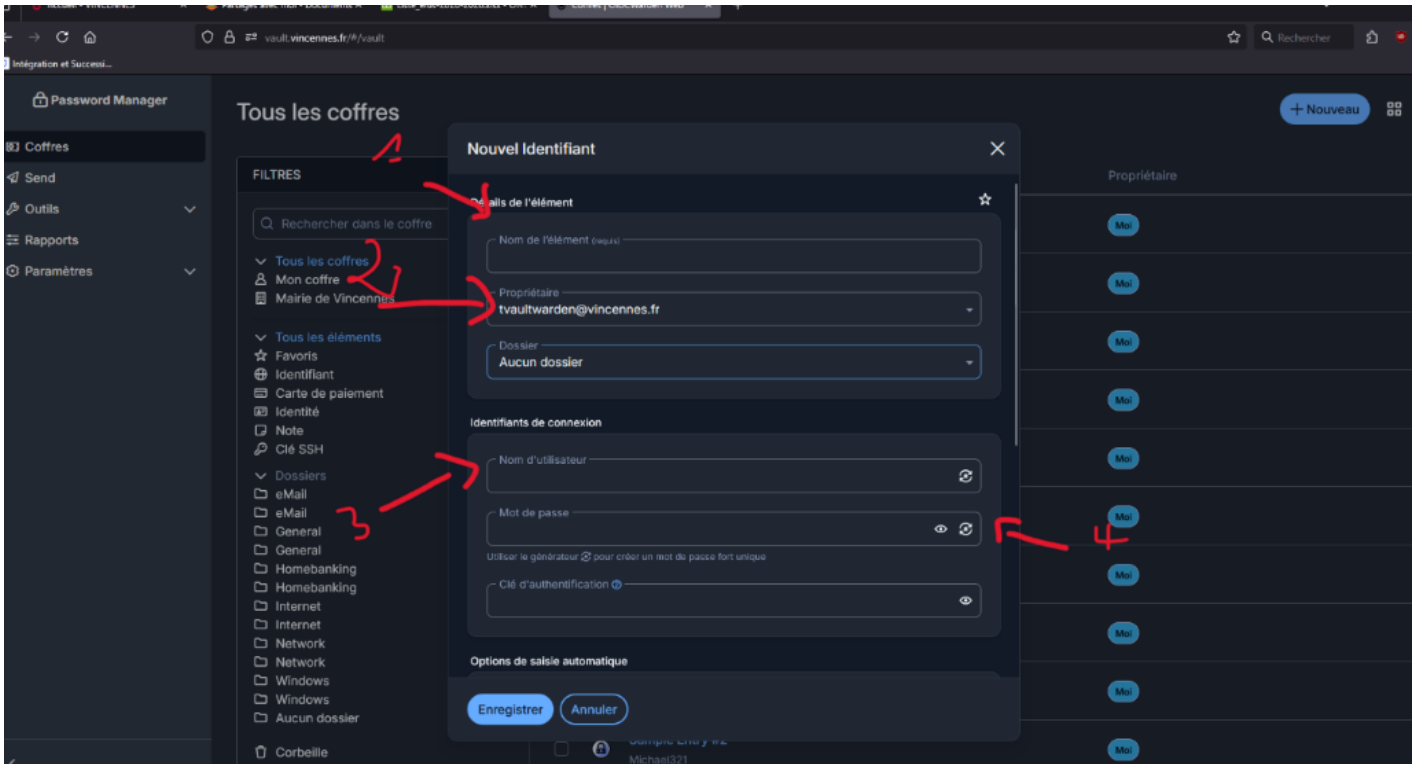 Rechercher
vault.vincennes.fr/#/vault
Intégration et Successi...
Password Manager
Coffres
Send
Outils
Rapports
Paramètres
Tous les coffres
+ Nouveau
FILTRES
Rechercher dans le coffre
Tous les coffres
Mon coffre
Mairie de Vincennes
Tous les éléments
Favoris
Identifiant
Carte de paiement
Identité
Note
Clé SSH
Dossiers
eMail
eMail
General
General
Homebanking
Homebanking
Internet
Internet
Network
Network
Windows
Windows
Aucun dossier
Corbeille
Nouvel Identifiant
1
Détails de l'élément
Nom de l'élément (requis)
2
Propriétaire
tvaultwarden@vincennes.fr
Dossier
Aucun dossier
Identifiants de connexion
3
Nom d'utilisateur
Mot de passe
4
Utiliser le générateur pour créer un mot de passe fort unique
Clé d'authentification
Options de saisie automatique
Enregistrer
Annuler
Propriétaire
Moi
Moi
Moi
Moi
Moi
Moi
Moi
Moi
Moi
Moi
Sample Entry #2
Michael321